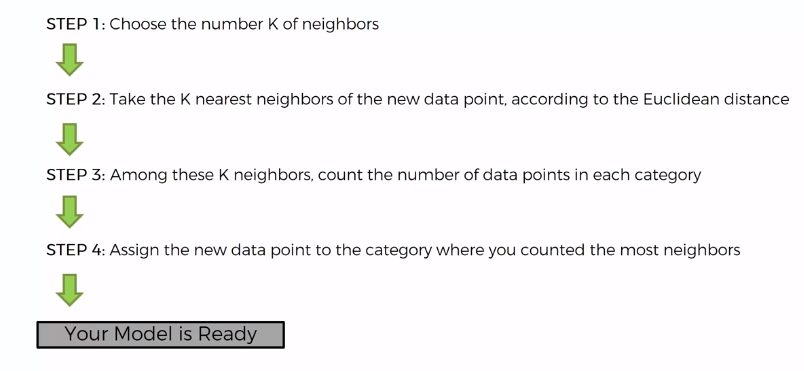 STEP 1: Choose the number K of neighbors
STEP 2: Take the K nearest neighbors of the new data point, according to the Euclidean distance
STEP 3: Among these K neighbors, count the number of data points in each category
STEP 4: Assign the new data point to the category where you counted the most neighbors
Your Model is Ready